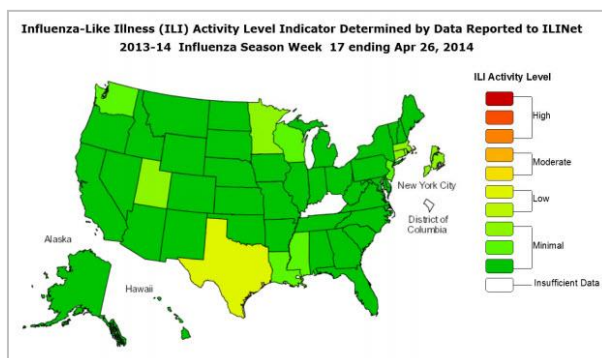 Influenza-Like Illness (ILI) Activity Level Indicator Determined by Data Reported to ILINet
2013-14 Influenza Season Week 17 ending Apr 26, 2014
ILI Activity Level
High
Moderate
Low
Minimal
Insufficient Data
New York City
District of
Columbia
Alaska
Hawaii